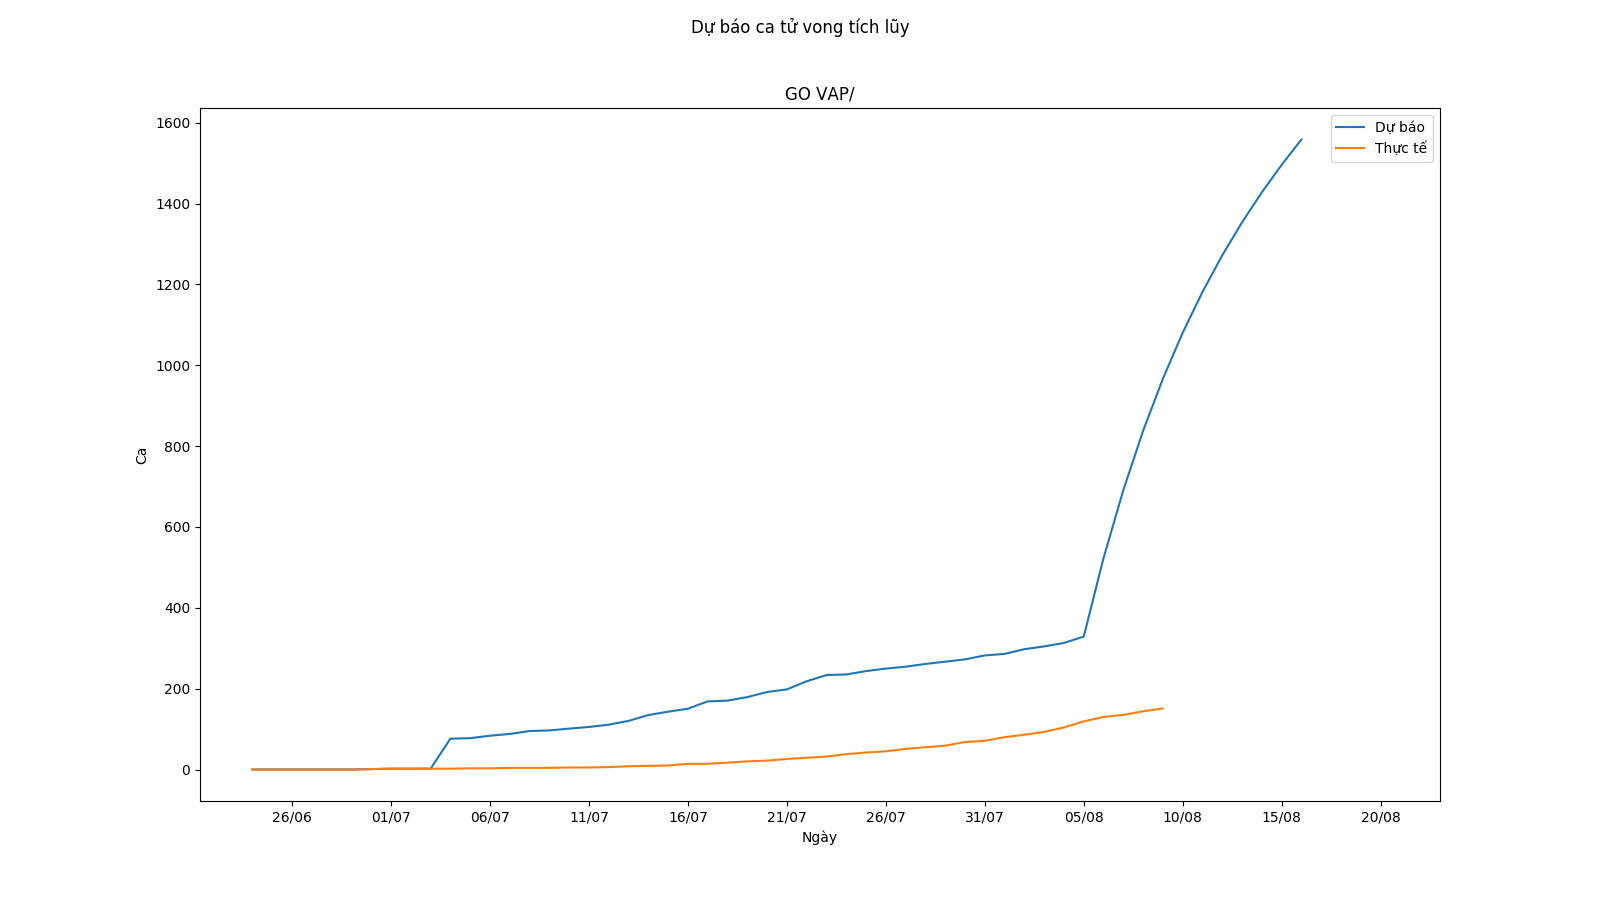 Dự báo ca tử vong tích lũy
GO VAP/
Dự báo
Thực tế
Ca
1600
1400
1200
1000
800
600
400
200
0
26/06 01/07 06/07 11/07 16/07 21/07 26/07 31/07 05/08 10/08 15/08 20/08
Ngày